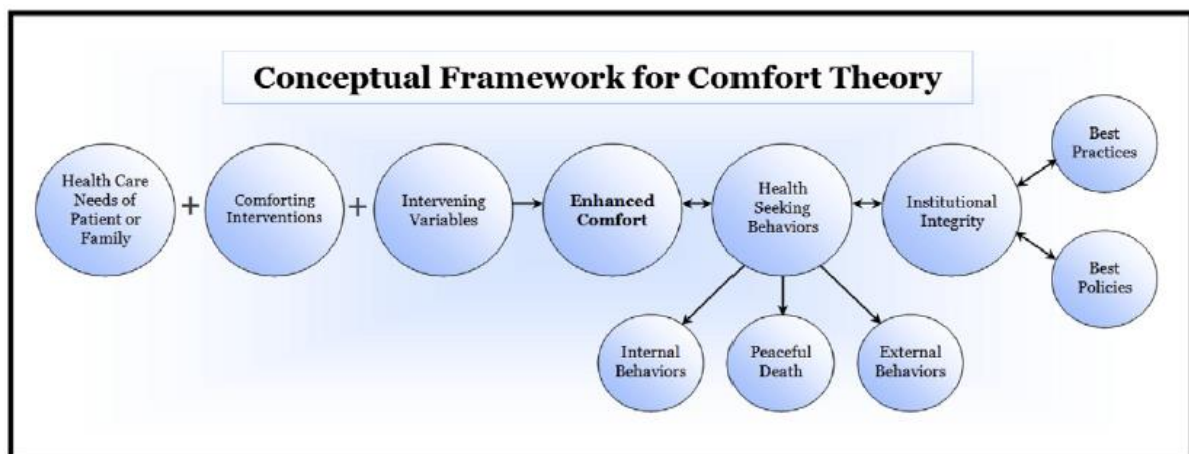 Conceptual Framework for Comfort Theory
Health Care
Needs of
Patient or
Family
+
Comforting
Interventions
+
Intervening
Variables
Enhanced
Comfort
Health
Seeking
Behaviors
Institutional
Integrity
Best
Practices
Best
Policies
Internal
Behaviors
Peaceful
Death
External
Behaviors